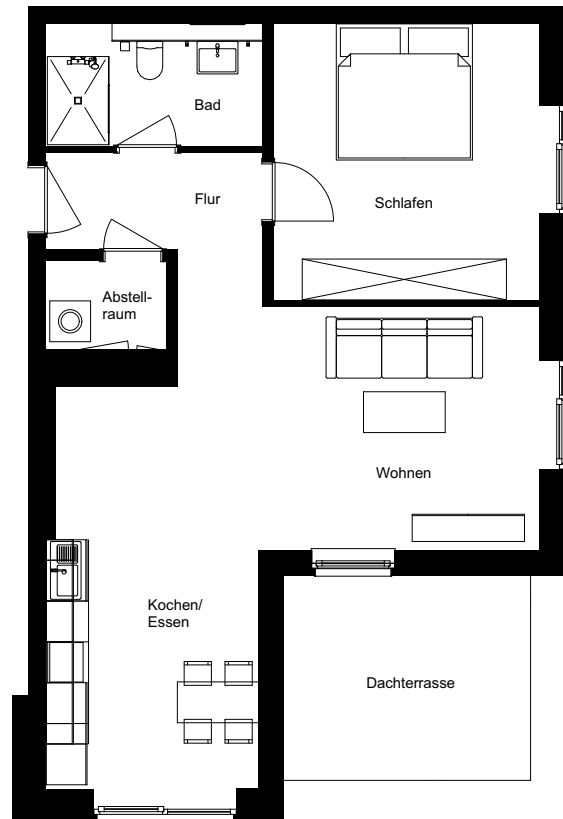 Bad
Flur
Schlafen
Abstell-
raum
Wohnen
Kochen/
Essen
Dachterrasse